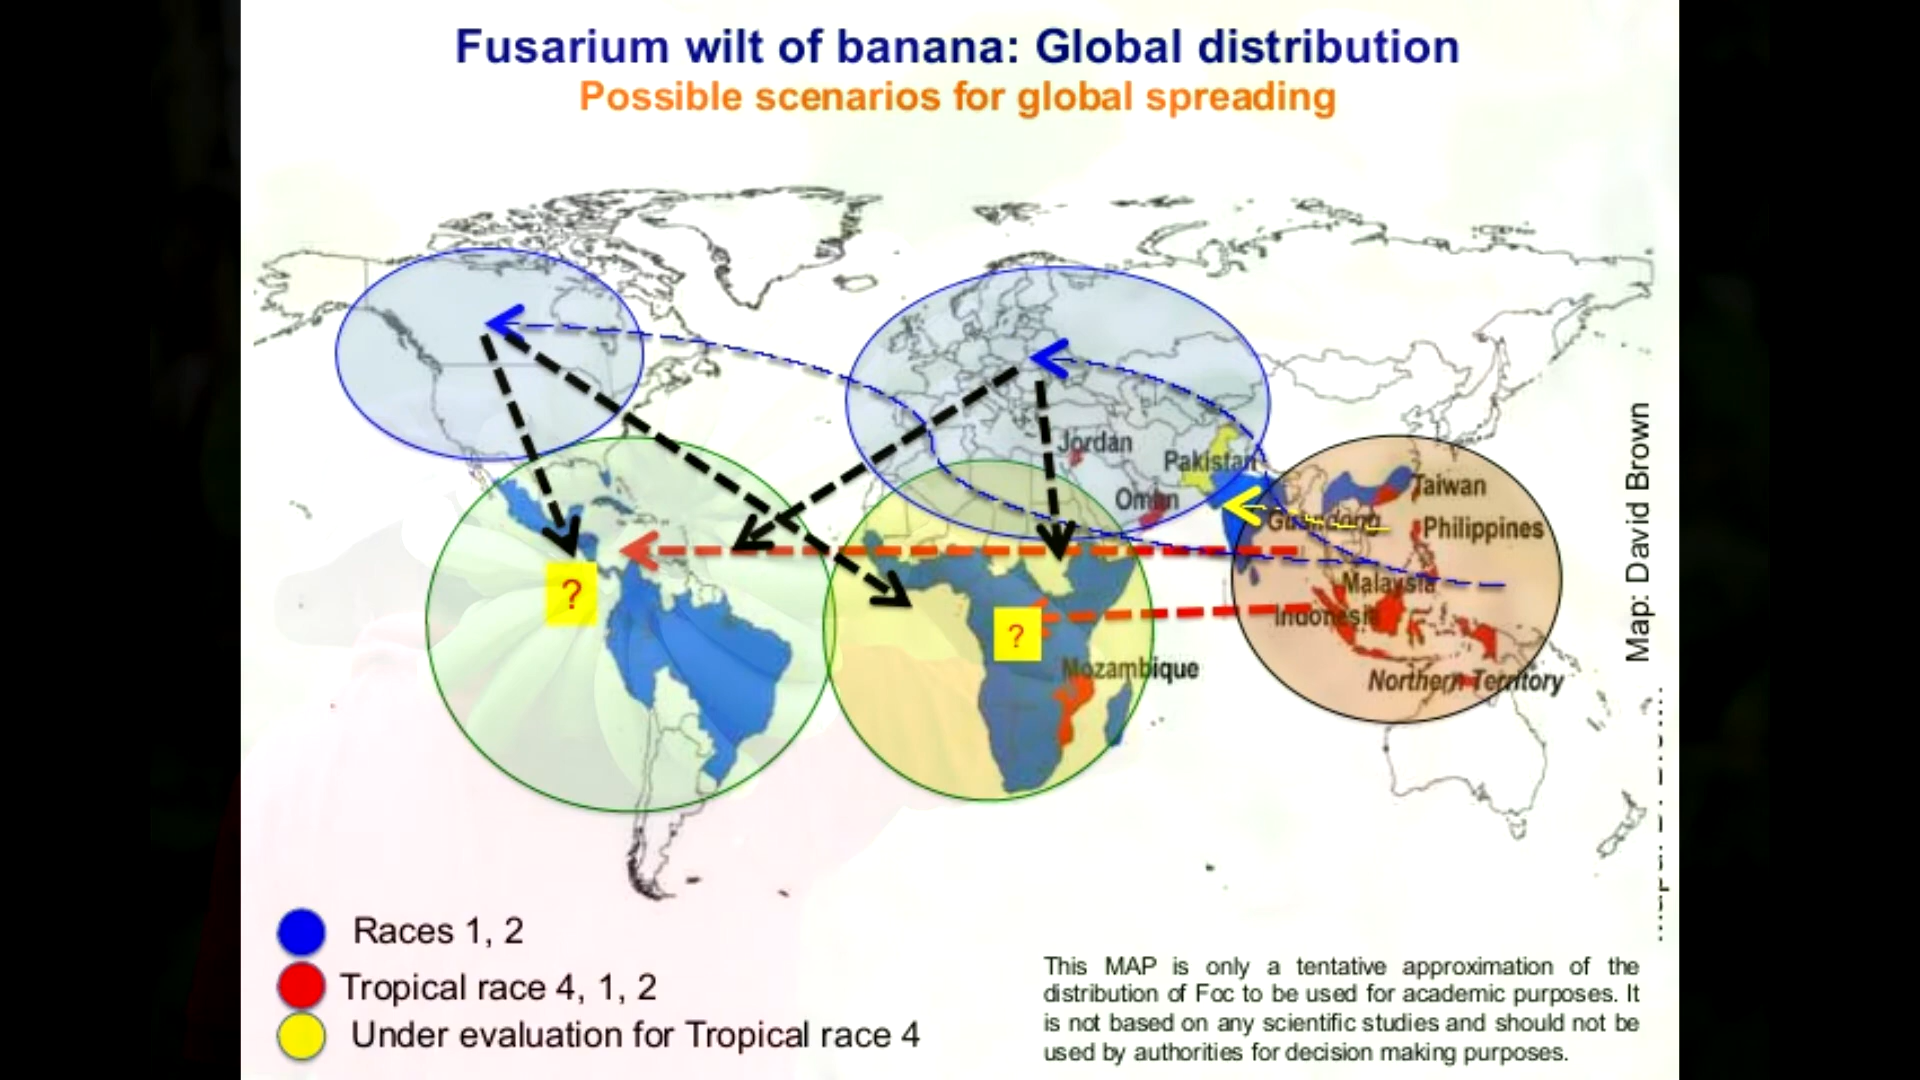 Fusarium wilt of banana: Global distribution
Possible scenarios for global spreading
Jordan
Pakistan
Oman
Taiwan
Guangdong
Philippines
Malaysia
Indonesia
Mozambique
Northern Territory
?
?
Map: David Brown
Races 1, 2
Tropical race 4, 1, 2
Under evaluation for Tropical race 4
This MAP is only a tentative approximation of the
distribution of Foc to be used for academic purposes. It
is not based on any scientific studies and should not be
used by authorities for decision making purposes.